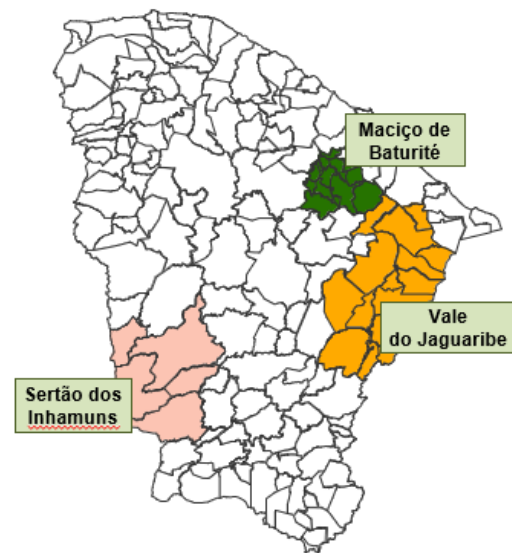 Maciço de
Baturité
Vale
do Jaguaribe
Sertão dos
Inhamuns